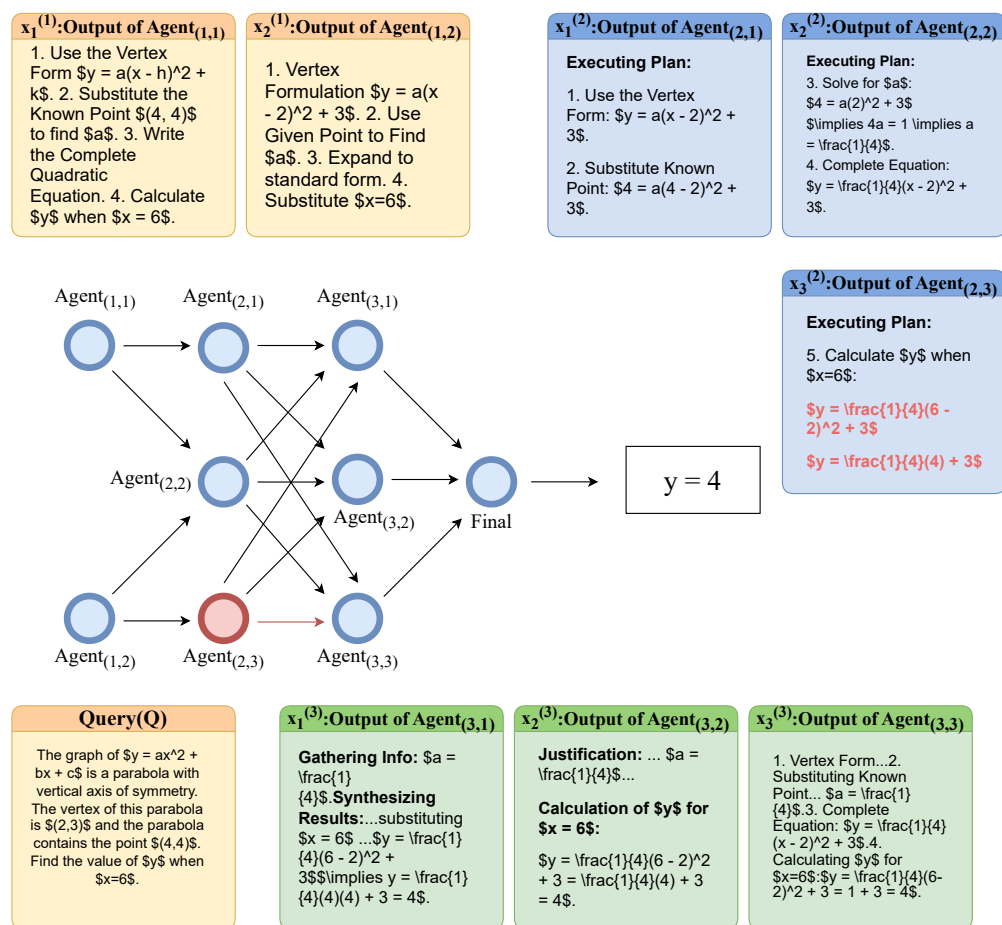 x₁⁽¹⁾:Output of Agent₍₁,₁₎
1. Use the Vertex
Form $y = a(x - h)^2 +
k$. 2. Substitute the
Known Point $(4, 4)$
to find $a$. 3. Write
the Complete
Quadratic
Equation. 4. Calculate
$y$ when $x = 6$.
x₂⁽¹⁾:Output of Agent₍₁,₂₎
1. Vertex
Formulation $y = a(x
- 2)^2 + 3$. 2. Use
Given Point to Find
$a$. 3. Expand to
standard form. 4.
Substitute $x=6$.
x₁⁽²⁾:Output of Agent₍₂,₁₎
Executing Plan:
1. Use the Vertex
Form: $y = a(x - 2)^2 +
3$.
2. Substitute Known
Point: $4 = a(4 - 2)^2 +
3$.
x₂⁽²⁾:Output of Agent₍₂,₂₎
Executing Plan:
3. Solve for $a$:
$4 = a(2)^2 + 3$
$\implies 4a = 1 \implies a
= \frac{1}{4}$.
4. Complete Equation:
$y = \frac{1}{4}(x - 2)^2 +
3$.
x₃⁽²⁾:Output of Agent₍₂,₃₎
Executing Plan:
5. Calculate $y$ when
$x=6$:
$y = \frac{1}{4}(6 -
2)^2 + 3$
$y = \frac{1}{4}(4) + 3$
Agent₍₁,₁₎
Agent₍₂,₁₎
Agent₍₃,₁₎
Agent₍₂,₂₎
Agent₍₃,₂₎
Final
y = 4
Agent₍₁,₂₎
Agent₍₂,₃₎
Agent₍₃,₃₎
Query(Q)
The graph of $y = ax^2 +
bx + c$ is a parabola with
vertical axis of symmetry.
The vertex of this parabola
is $(2,3)$ and the parabola
contains the point $(4,4)$.
Find the value of $y$ when
$x=6$.
x₁⁽³⁾:Output of Agent₍₃,₁₎
Gathering Info: $a =
\frac{1}
{4}$.Synthesizing
Results:...substituting
$x = 6$ ...$y = \frac{1}
{4}(6 - 2)^2 +
3$$\implies y = \frac{1}
{4}(4)(4) + 3 = 4$.
x₂⁽³⁾:Output of Agent₍₃,₂₎
Justification: ... $a =
\frac{1}{4}$...
Calculation of $y$ for
$x = 6$:
$y = \frac{1}{4}(6 - 2)^2
+ 3 = \frac{1}{4}(4) + 3
= 4$.
x₃⁽³⁾:Output of Agent₍₃,₃₎
1. Vertex Form...2.
Substituting Known
Point... $a = \frac{1}
{4}$.3. Complete
Equation: $y = \frac{1}{4}
(x - 2)^2 + 3$.4.
Calculating $y$ for
$x=6$:$y = \frac{1}{4}(6-
2)^2 + 3 = 1 + 3 = 4$.